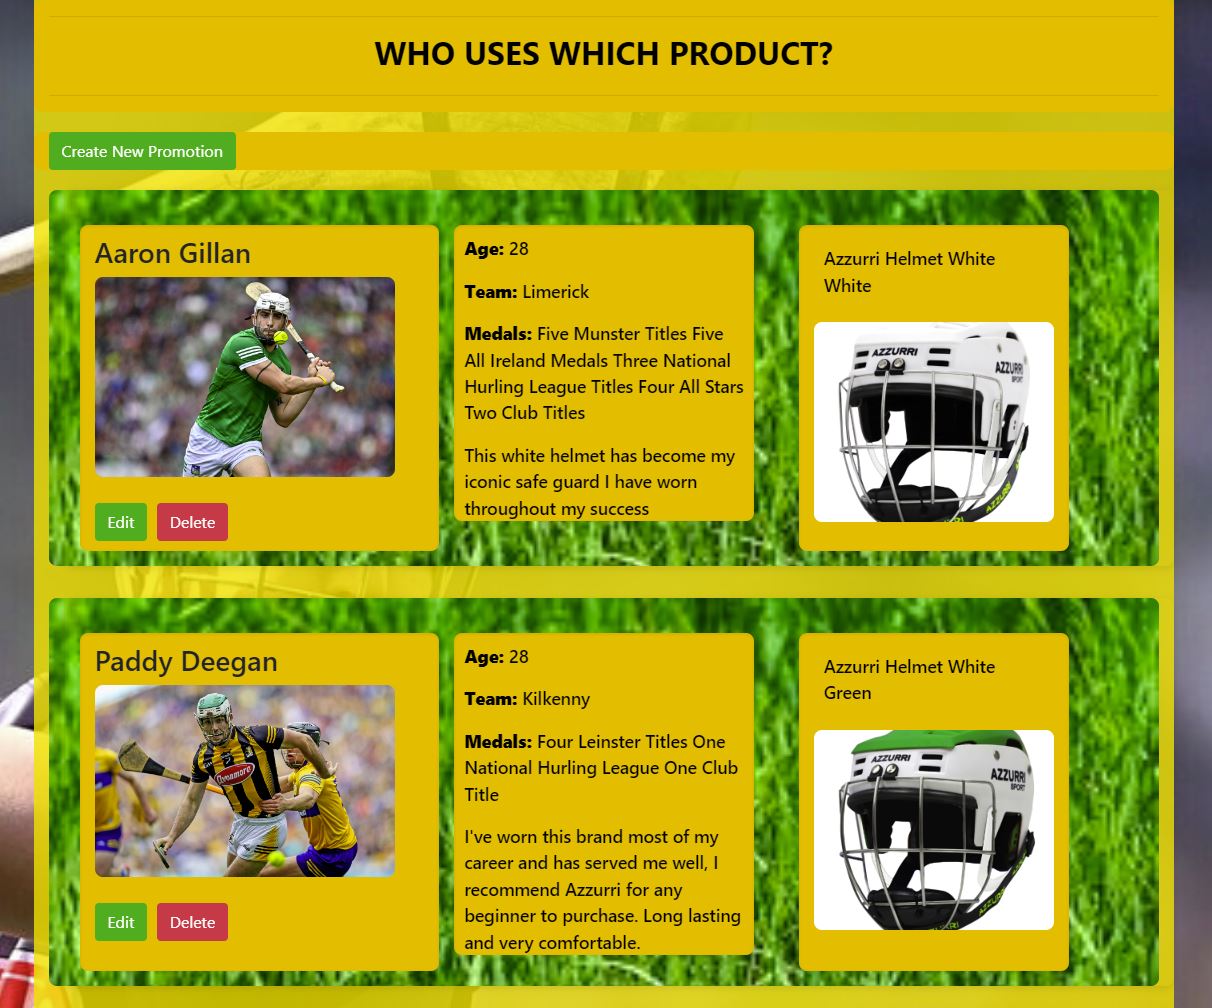 WHO USES WHICH PRODUCT?
Create New Promotion
Aaron Gillan
Edit
Delete
Age: 28
Team: Limerick
Medals: Five Munster Titles Five
All Ireland Medals Three National
Hurling League Titles Four All Stars
Two Club Titles
This white helmet has become my
iconic safe guard I have worn
throughout my success
Azzurri Helmet White
White
AZZURRI
AZZURRI
SPORT
AZZURRI
Paddy Deegan
Glanmore
Edit
Delete
Age: 28
Team: Kilkenny
Medals: Four Leinster Titles One
National Hurling League One Club
Title
I've worn this brand most of my
career and has served me well, I
recommend Azzurri for any
beginner to purchase. Long lasting
and very comfortable.
Azzurri Helmet White
Green
AZZURRI
AZZURRI
SPORT
AZZURRI